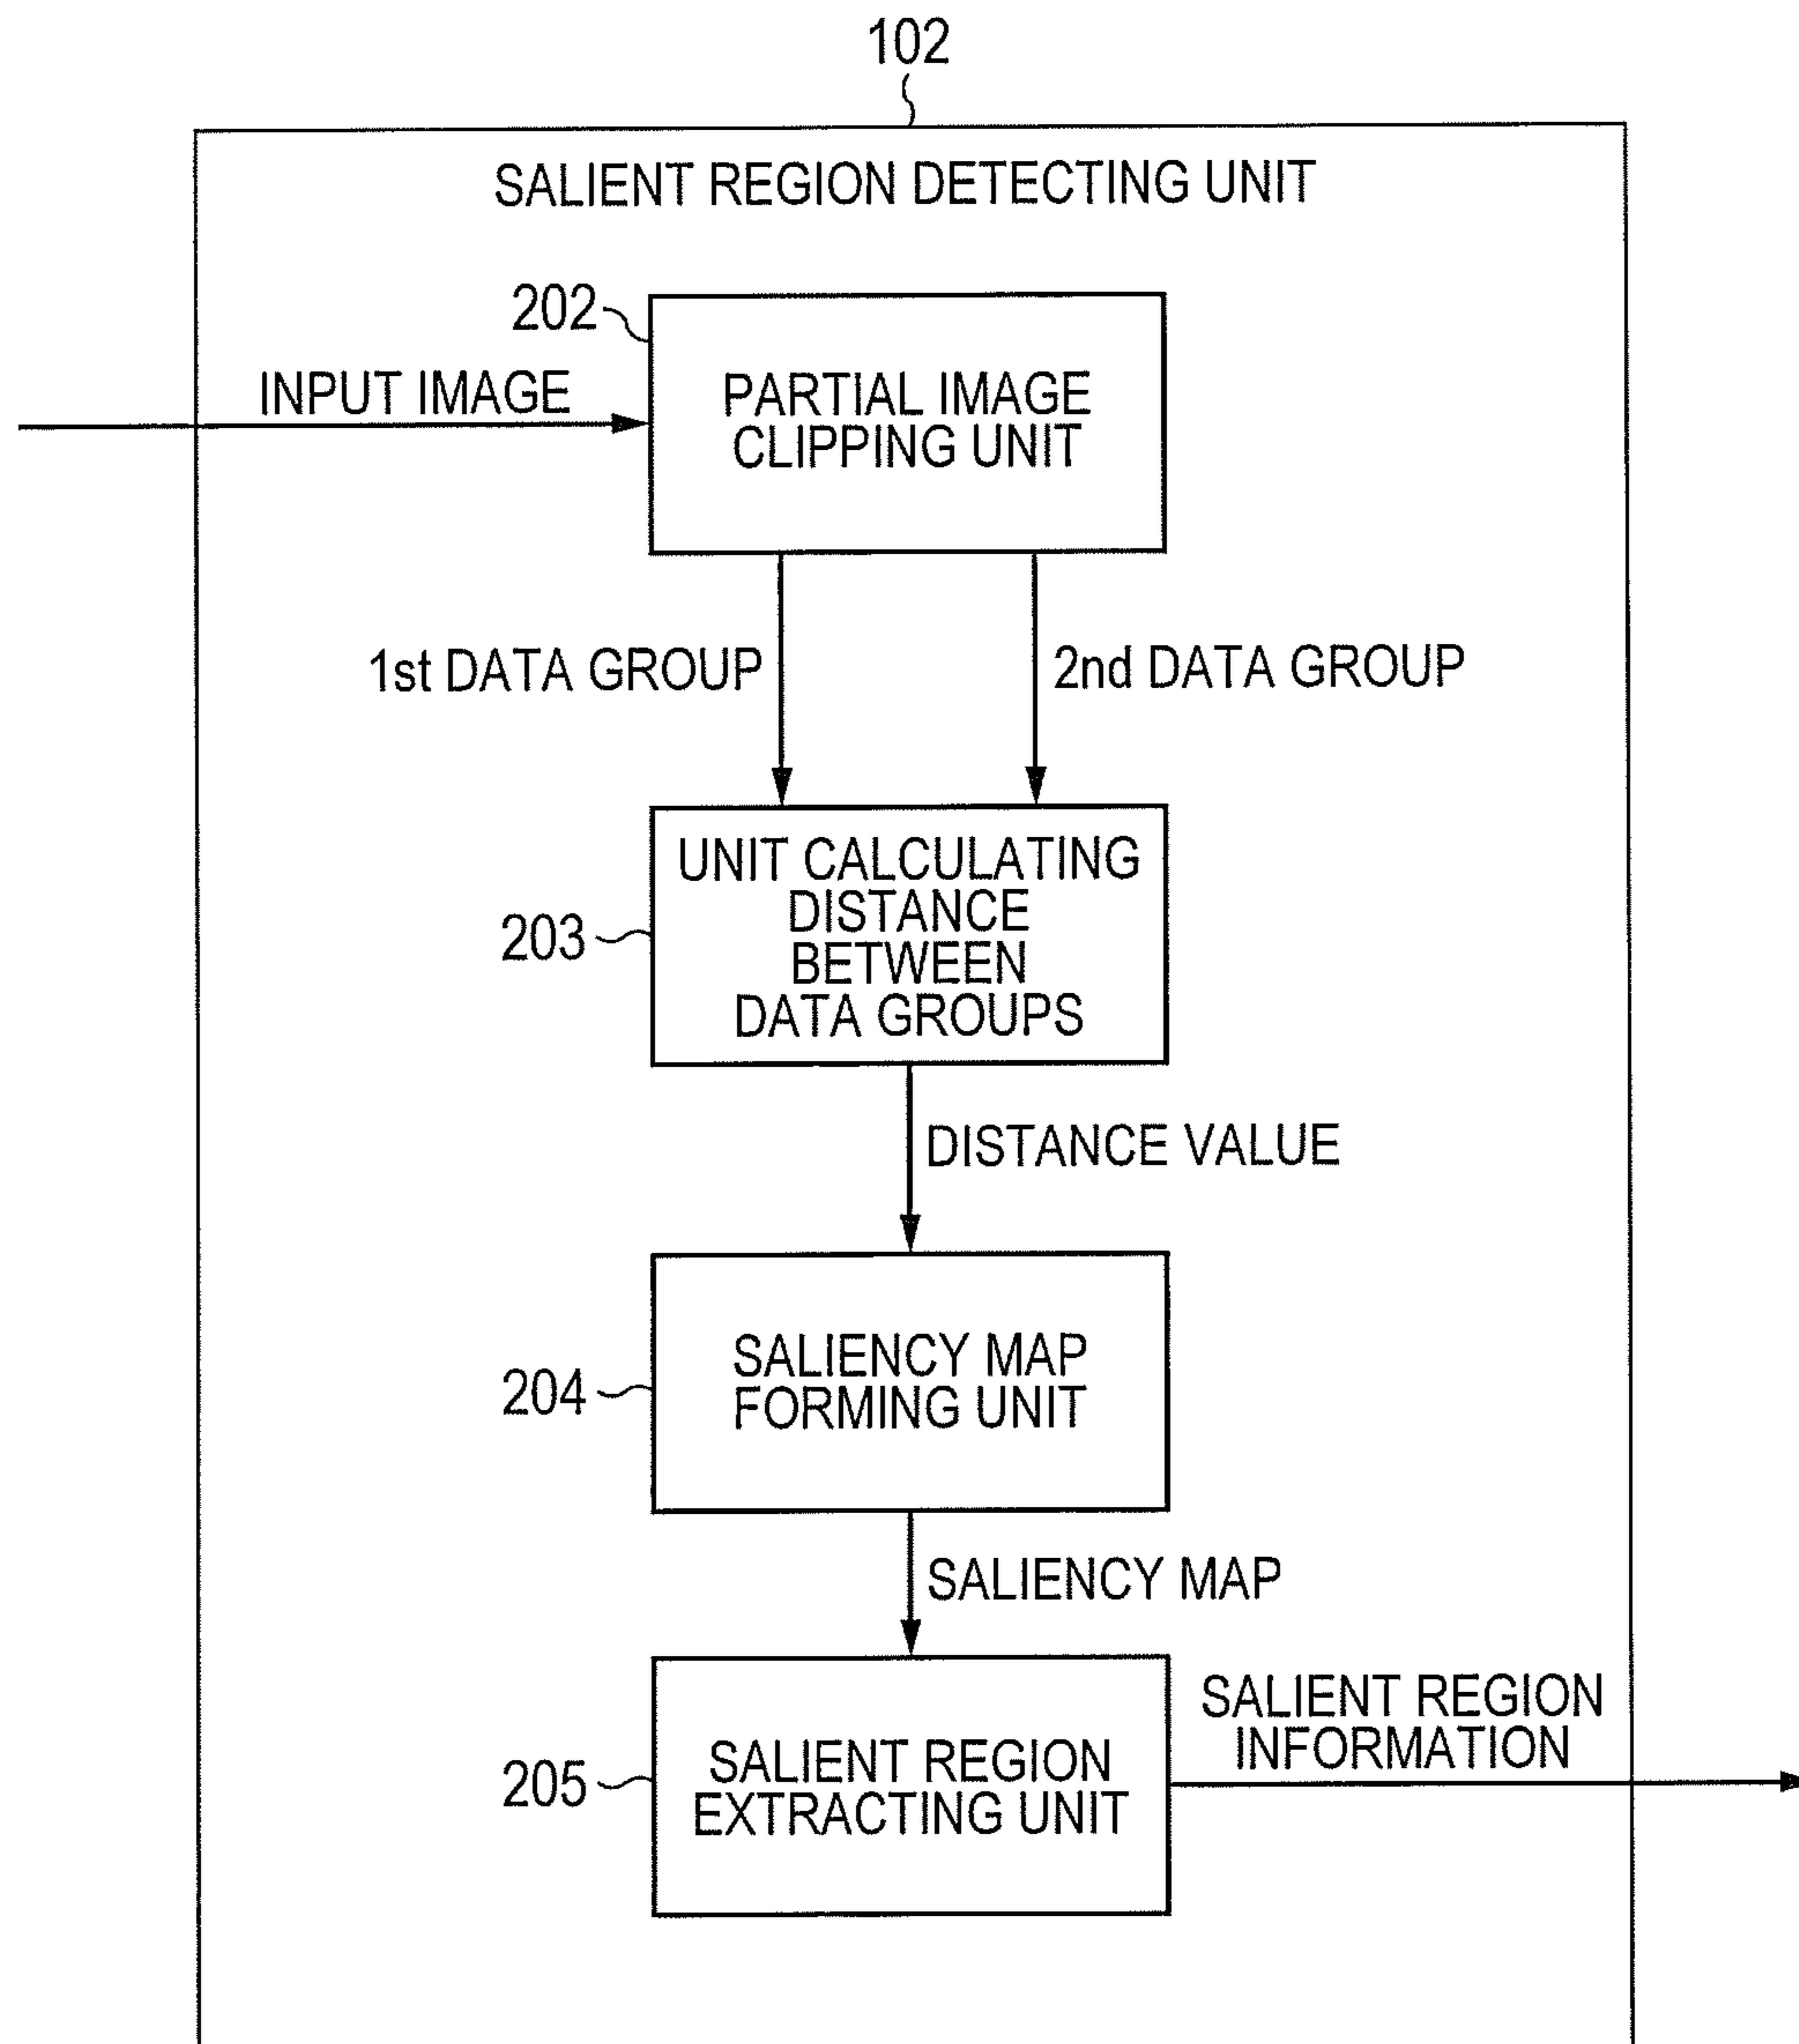 102
SALIENT REGION DETECTING UNIT
202
INPUT IMAGE
PARTIAL IMAGE
CLIPPING UNIT
1st DATA GROUP
2nd DATA GROUP
UNIT CALCULATING
DISTANCE
BETWEEN
DATA GROUPS
203
DISTANCE VALUE
204
SALIENCY MAP
FORMING UNIT
SALIENCY MAP
205
SALIENT REGION
EXTRACTING UNIT
SALIENT REGION
INFORMATION